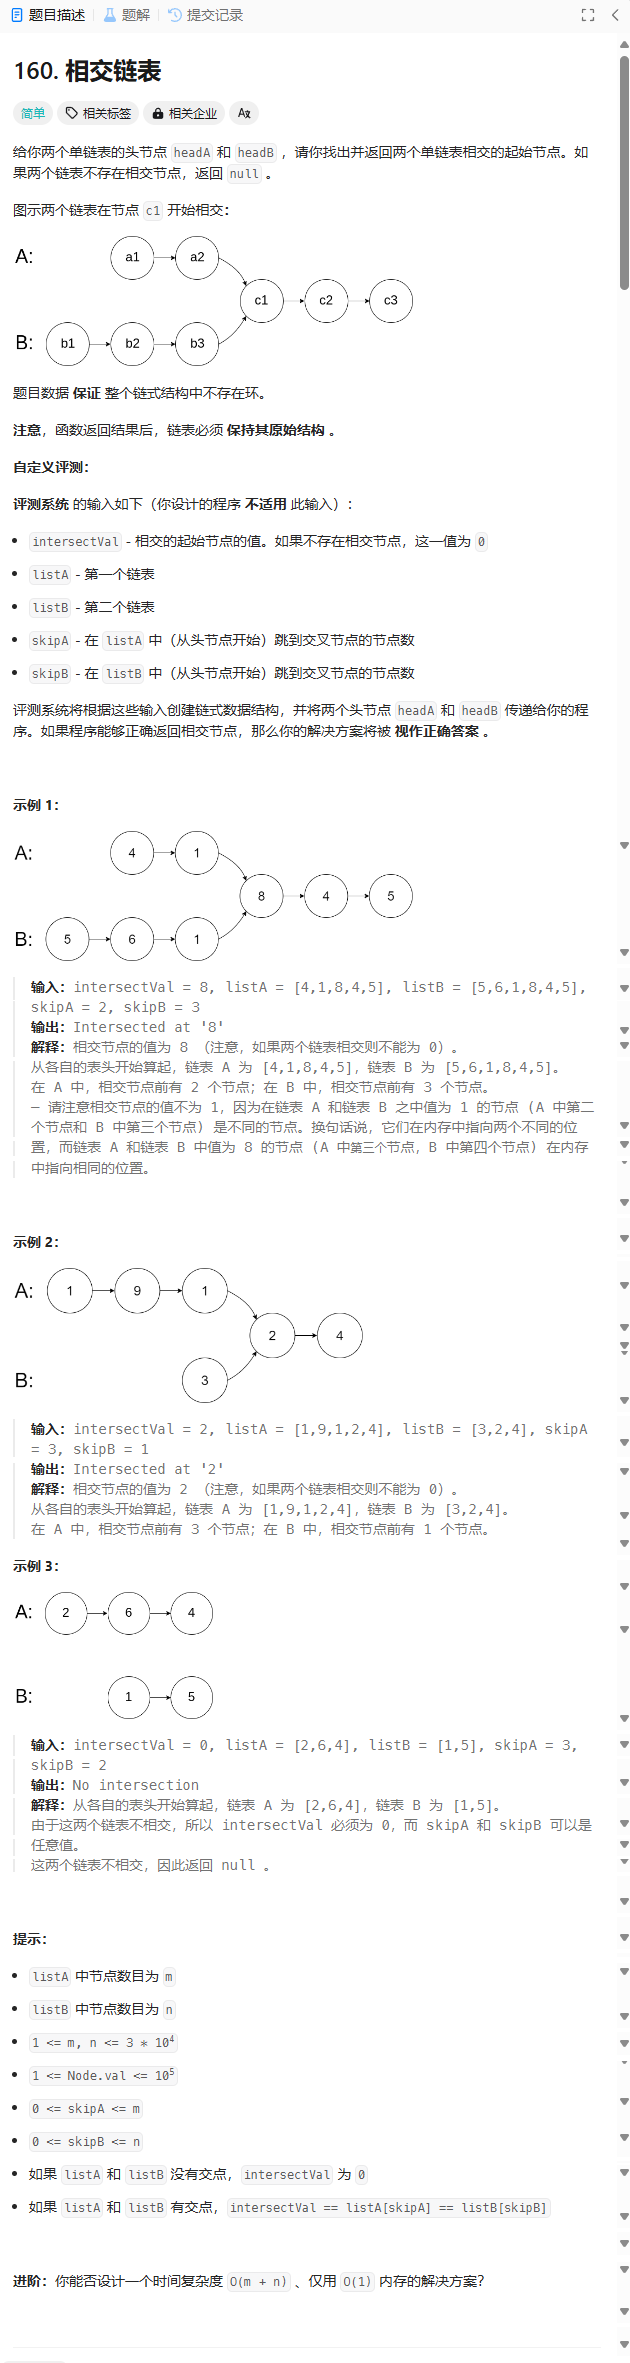 题目描述 题解 提交记录
160. 相交链表
简单 相关标签 相关企业 Aא
给你两个单链表的头节点 headA 和 headB ，请你找出并返回两个单链表相交的起始节点。如
果两个链表不存在相交节点，返回 null 。
图示两个链表在节点 c1 开始相交：
A: a1 a2
c1 c2 c3
B: b1 b2 b3
题目数据 保证 整个链式结构中不存在环。
注意，函数返回结果后，链表必须 保持其原始结构 。
自定义评测：
评测系统 的输入如下（你设计的程序 不适用 此输入）：
• intersectVal - 相交的起始节点的值。如果不存在相交节点，这一值为 0
• listA - 第一个链表
• listB - 第二个链表
• skipA - 在 listA 中（从头节点开始）跳到交叉节点的节点数
• skipB - 在 listB 中（从头节点开始）跳到交叉节点的节点数
评测系统将根据这些输入创建链式数据结构，并将两个头节点 headA 和 headB 传递给你的程
序。如果程序能够正确返回相交节点，那么你的解决方案将被 视作正确答案 。
示例 1：
A: 4 1
8 4 5
B: 5 6 1
输入：intersectVal = 8, listA = [4,1,8,4,5], listB = [5,6,1,8,4,5],
skipA = 2, skipB = 3
输出：Intersected at '8'
解释：相交节点的值为 8 （注意，如果两个链表相交则不能为 0）。
从各自的表头开始算起，链表 A 为 [4,1,8,4,5]，链表 B 为 [5,6,1,8,4,5]。
在 A 中，相交节点前有 2 个节点；在 B 中，相交节点前有 3 个节点。
— 请注意相交节点的值不为 1，因为在链表 A 和链表 B 之中值为 1 的节点 (A 中第二
个节点和 B 中第三个节点) 是不同的节点。换句话说，它们在内存中指向两个不同的位
置，而链表 A 和链表 B 中值为 8 的节点 (A 中第三个节点，B 中第四个节点) 在内存
中指向相同的位置。
示例 2：
A: 1 9 1
2 4
B: 3
输入：intersectVal = 2, listA = [1,9,1,2,4], listB = [3,2,4], skipA
= 3, skipB = 1
输出：Intersected at '2'
解释：相交节点的值为 2 （注意，如果两个链表相交则不能为 0）。
从各自的表头开始算起，链表 A 为 [1,9,1,2,4]，链表 B 为 [3,2,4]。
在 A 中，相交节点前有 3 个节点；在 B 中，相交节点前有 1 个节点。
示例 3：
A: 2 6 4
B: 1 5
输入：intersectVal = 0, listA = [2,6,4], listB = [1,5], skipA = 3,
skipB = 2
输出：No intersection
解释：从各自的表头开始算起，链表 A 为 [2,6,4]，链表 B 为 [1,5]。
由于这两个链表不相交，所以 intersectVal 必须为 0，而 skipA 和 skipB 可以是
任意值。
这两个链表不相交，因此返回 null 。
提示：
• listA 中节点数目为 m
• listB 中节点数目为 n
• 1 <= m, n <= 3 * 10⁴
• 1 <= Node.val <= 10⁵
• 0 <= skipA <= m
• 0 <= skipB <= n
• 如果 listA 和 listB 没有交点，intersectVal 为 0
• 如果 listA 和 listB 有交点，intersectVal == listA[skipA] == listB[skipB]
进阶：你能否设计一个时间复杂度 O(m + n) 、仅用 O(1) 内存的解决方案？